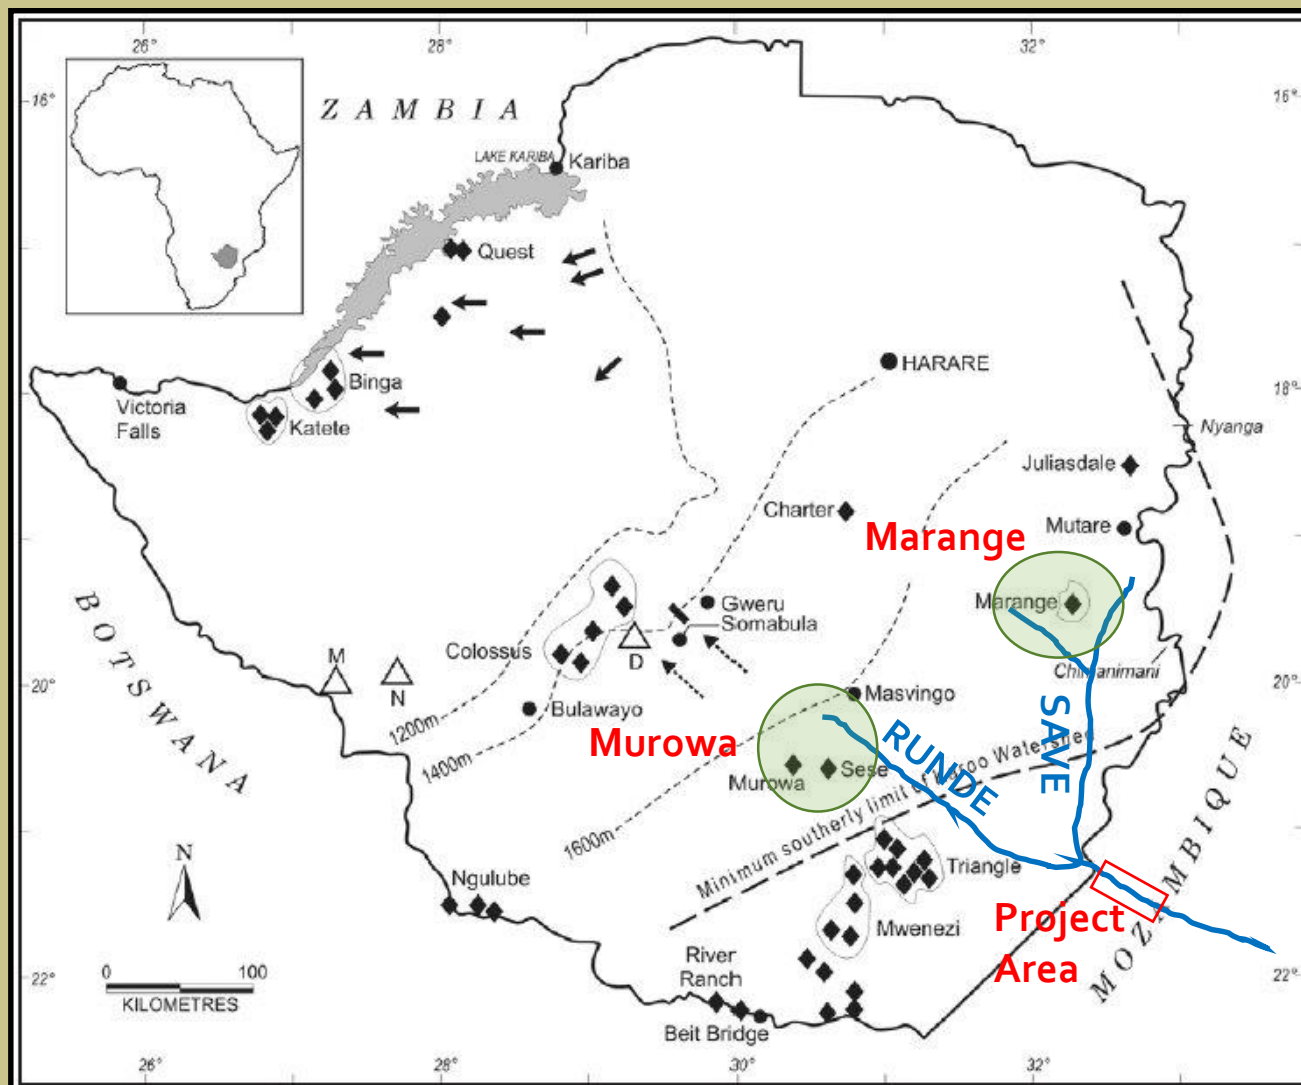 26°
28°
32°
16°
16°
ZAMBIA
LAKE KARIBA
Kariba
Quest
HARARE
Binga
18°
Victoria
Falls
Katete
Nyanga
Juliasdale
Charter
Mutare
Marange
Marange
Gweru
Somabula
Colossus
D
BOTSWANA
M
N
Chimanimani
20°
20°
Masvingo
Bulawayo
1200m
1400m
1600m
Murowa
RUNDE
SAVE
Murowa
Sese
Minimum southerly limit of Karoo Watershed
MOZAMBIQUE
Triangle
Ngulube
Mwenezi
Project
Area
N
River
Ranch
22°
22°
0 100
KILOMETRES
Beit Bridge
26°
28°
30°
32°